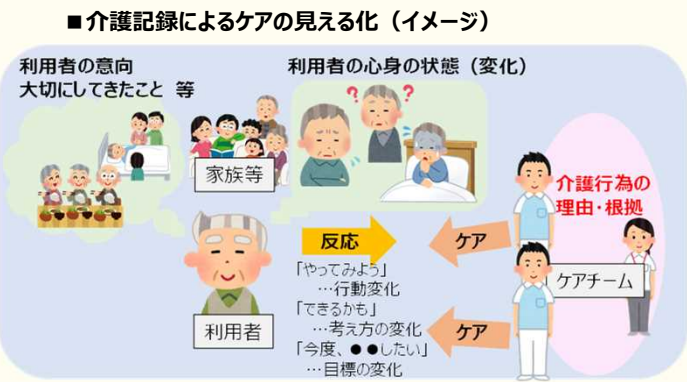 ■介護記録によるケアの見える化（イメージ）
利用者の意向
大切にしてきたこと 等
利用者の心身の状態（変化）
？
？
家族等
介護行為の
理由・根拠
反応
ケア
「やってみよう」
…行動変化
「できるかも」
…考え方の変化
「今度、●●したい」
…目標の変化
ケア
ケアチーム
利用者